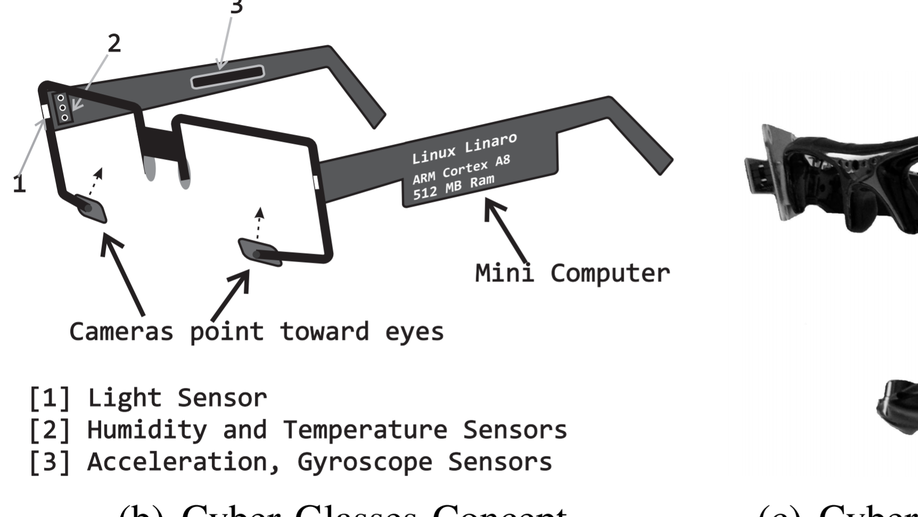 3
2
Linux Linaro
ARM Cortex A8
512 MB Ram
1
Mini Computer
Cameras point toward eyes
[1] Light Sensor
[2] Humidity and Temperature Sensors
[3] Acceleration, Gyroscope Sensors
(b) Cyber Glasses Concept
(c) Cyber